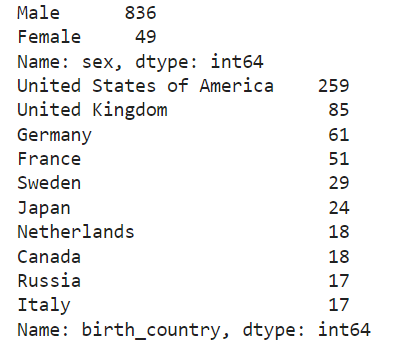 Male 836
Female 49
Name: sex, dtype: int64
United States of America 259
United Kingdom 85
Germany 61
France 51
Sweden 29
Japan 24
Netherlands 18
Canada 18
Russia 17
Italy 17
Name: birth_country, dtype: int64